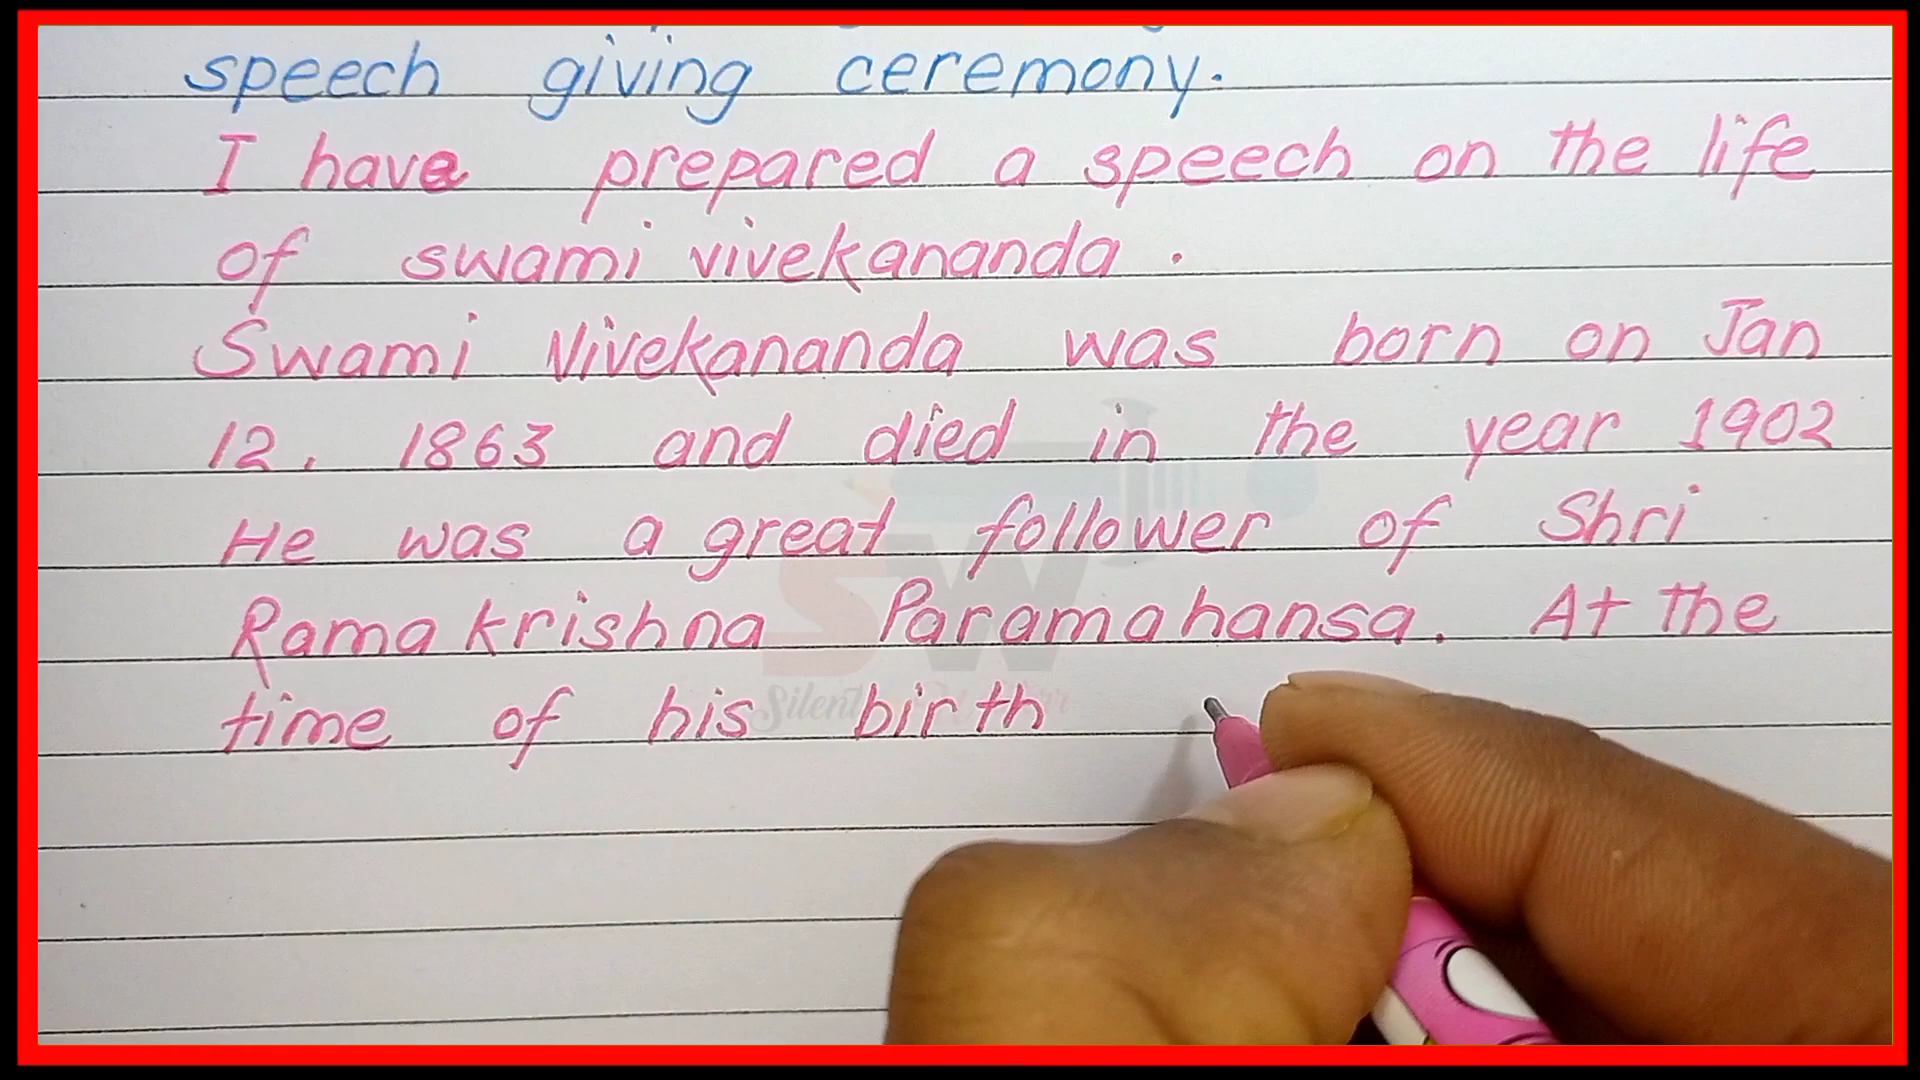 speech giving ceremony.
I have prepared a speech on the life
of swami vivekananda.
Swami Vivekananda was born on Jan
12, 1863 and died in the year 1902
He was a great follower of Shri
Ramakrishna Paramahansa. At the
time of his birth
SW
Silent